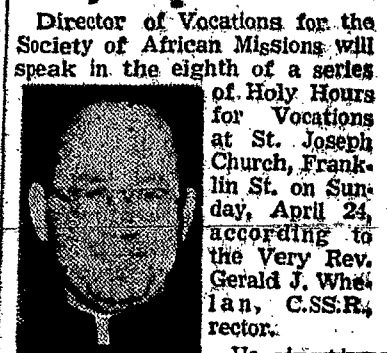 Director of Vocations for the
Society of African Missions will
speak in the eighth of a series
of Holy Hours
for Vocations
at St. Joseph
Church, Frank-
lin St. on Sun-
day, April 24,
according to
the Very Rev.
Gerald J. Whe-
lan, C.SS.R.,
rector.